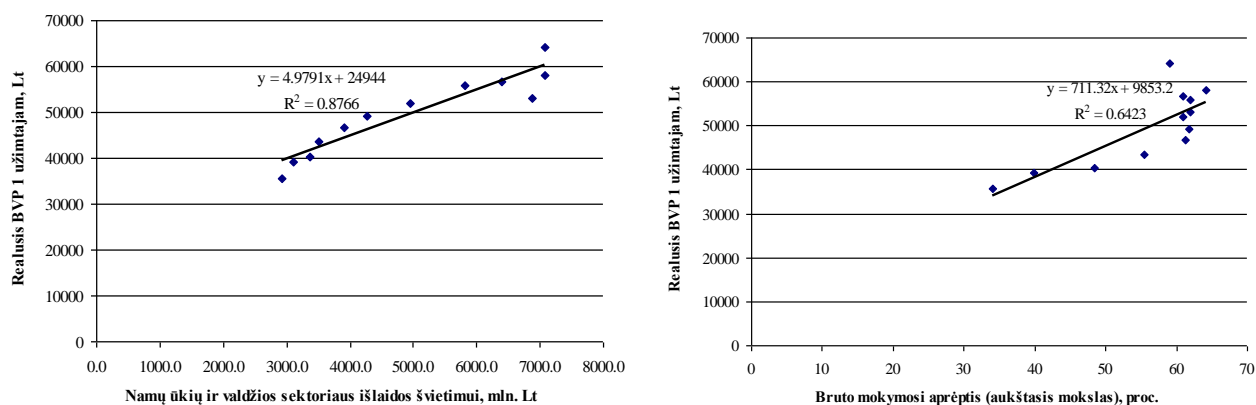 Realusis BVP 1 užimtajam, Lt
70000
60000
50000
40000
30000
20000
10000
0
y = 4.9791x + 24944
R² = 0.8766
0.0 1000.0 2000.0 3000.0 4000.0 5000.0 6000.0 7000.0 8000.0
Namų ūkių ir valdžios sektoriaus išlaidos švietimui, mln. Lt
Realusis BVP 1 užimtajam, Lt
70000
60000
50000
40000
30000
20000
10000
0
y = 711.32x + 9853.2
R² = 0.6423
0 10 20 30 40 50 60 70
Bruto mokymosi aprėptis (aukštasis mokslas), proc.